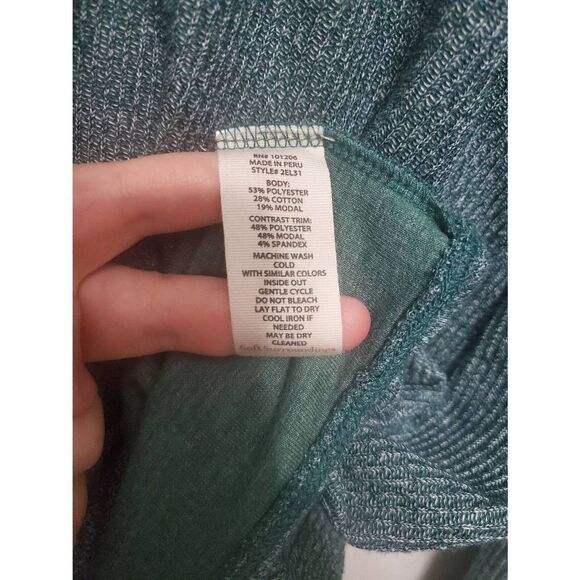 RN# 101206
MADE IN PERU
STYLE# 2EL31
BODY:
53% POLYESTER
28% COTTON
19% MODAL
CONTRAST TRIM:
48% POLYESTER
48% MODAL
4% SPANDEX
MACHINE WASH
COLD
WITH SIMILAR COLORS
INSIDE OUT
GENTLE CYCLE
DO NOT BLEACH
LAY FLAT TO DRY
COOL IRON IF
NEEDED
MAY BE DRY
CLEANED
Soft Surroundings